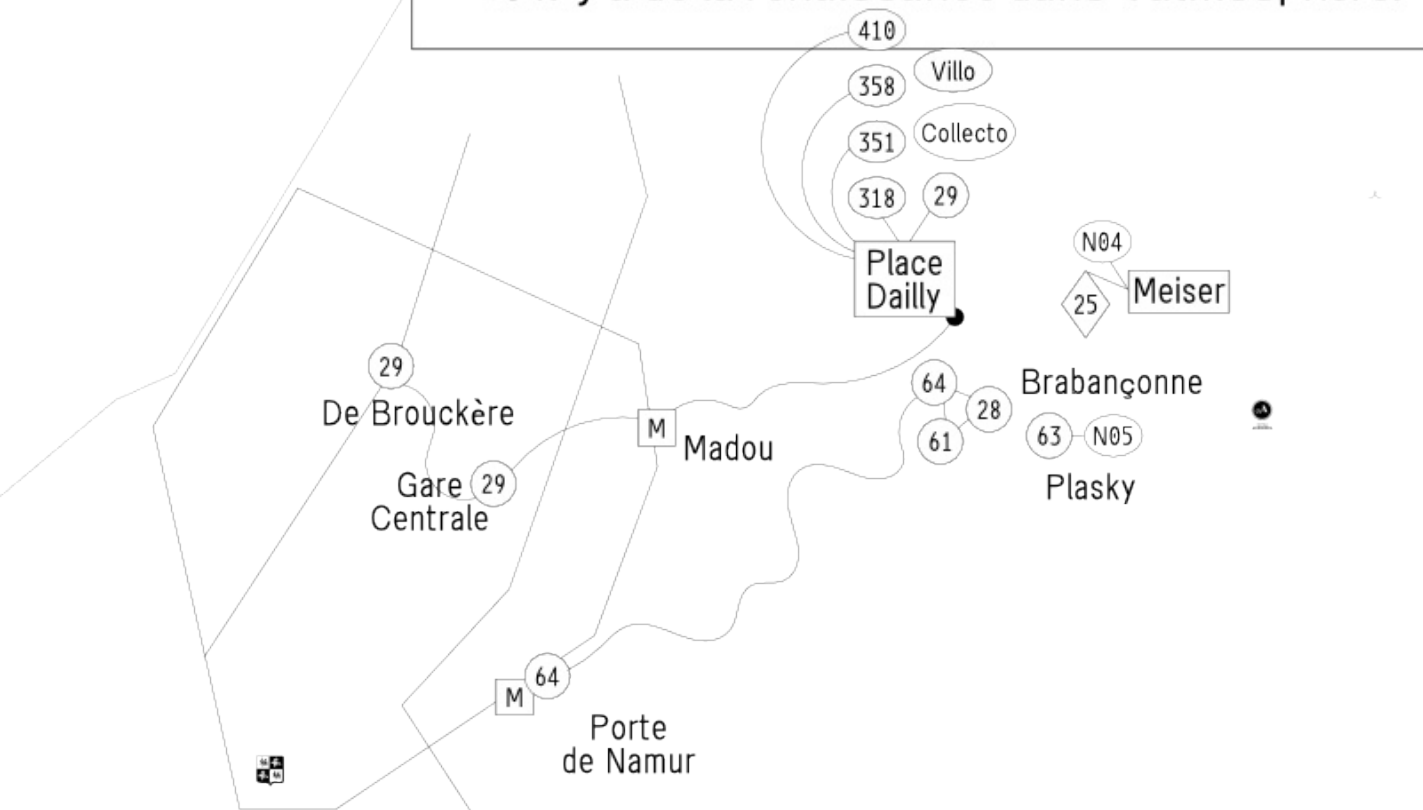 410
358
Villo
351
Collecto
318
29
Place
Dailly
N04
25
Meiser
29
De Brouckère
64
Brabançonne
28
M
Madou
61
63
N05
Gare
29
Centrale
Plasky
64
M
Porte
de Namur